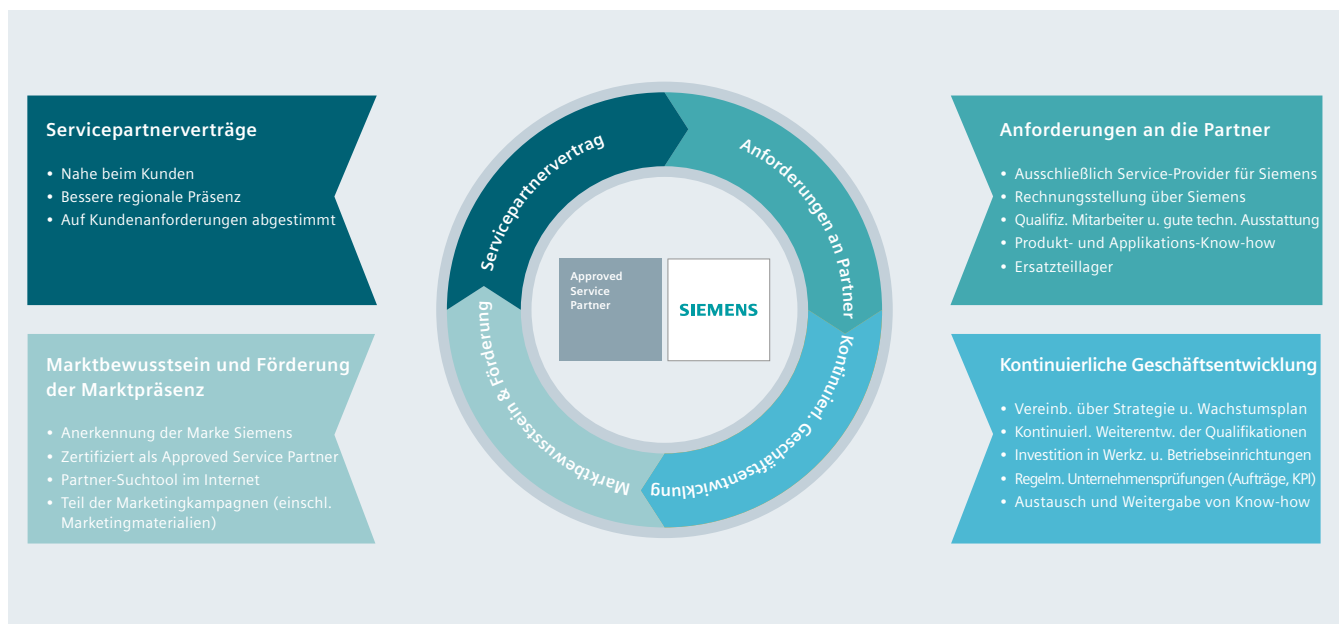 Servicepartnerverträge
• Nahe beim Kunden
• Bessere regionale Präsenz
• Auf Kundenanforderungen abgestimmt
Marktbewusstsein und Förderung
der Marktpräsenz
• Anerkennung der Marke Siemens
• Zertifiziert als Approved Service Partner
• Partner-Suchtool im Internet
• Teil der Marketingkampagnen (einschl.
Marketingmaterialien)
Servicepartnervertrag
Anforderungen an Partner
Kontinuierl. Geschäftsentwicklung
Marktbewusstsein & Förderung
Approved
Service
Partner
SIEMENS
Anforderungen an die Partner
• Ausschließlich Service-Provider für Siemens
• Rechnungsstellung über Siemens
• Qualifiz. Mitarbeiter u. gute techn. Ausstattung
• Produkt- und Applikations-Know-how
• Ersatzteillager
Kontinuierliche Geschäftsentwicklung
• Vereinb. über Strategie u. Wachstumsplan
• Kontinuierl. Weiterentw. der Qualifikationen
• Investition in Werkz. u. Betriebseinrichtungen
• Regelm. Unternehmensprüfungen (Aufträge, KPI)
• Austausch und Weitergabe von Know-how